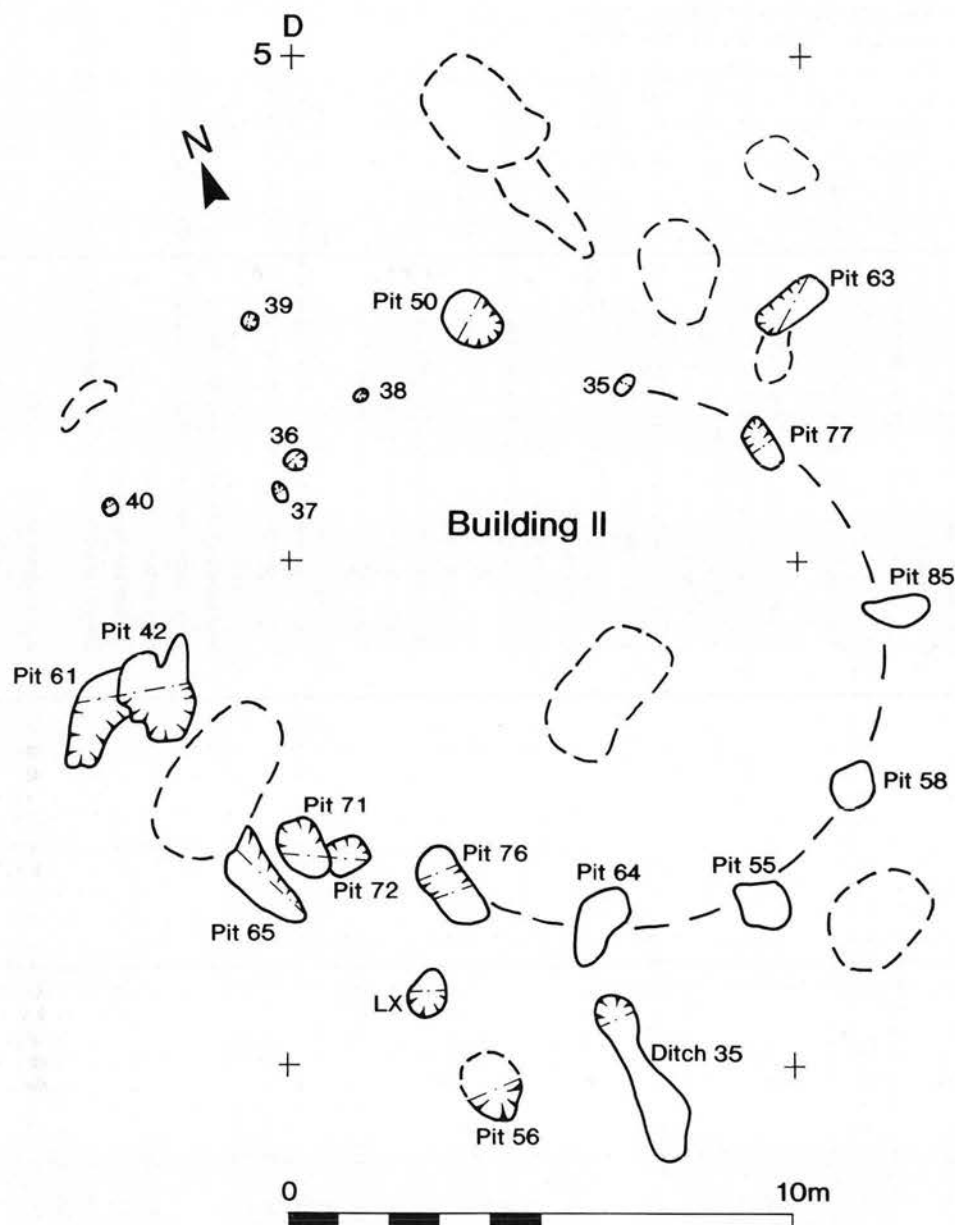 D
5
N
Pit 63
Pit 50
39
35
38
Pit 77
36
40
37
Building II
Pit 85
Pit 42
Pit 61
Pit 58
Pit 71
Pit 76
Pit 55
Pit 64
Pit 72
Pit 65
LX
Ditch 35
Pit 56
0 10m